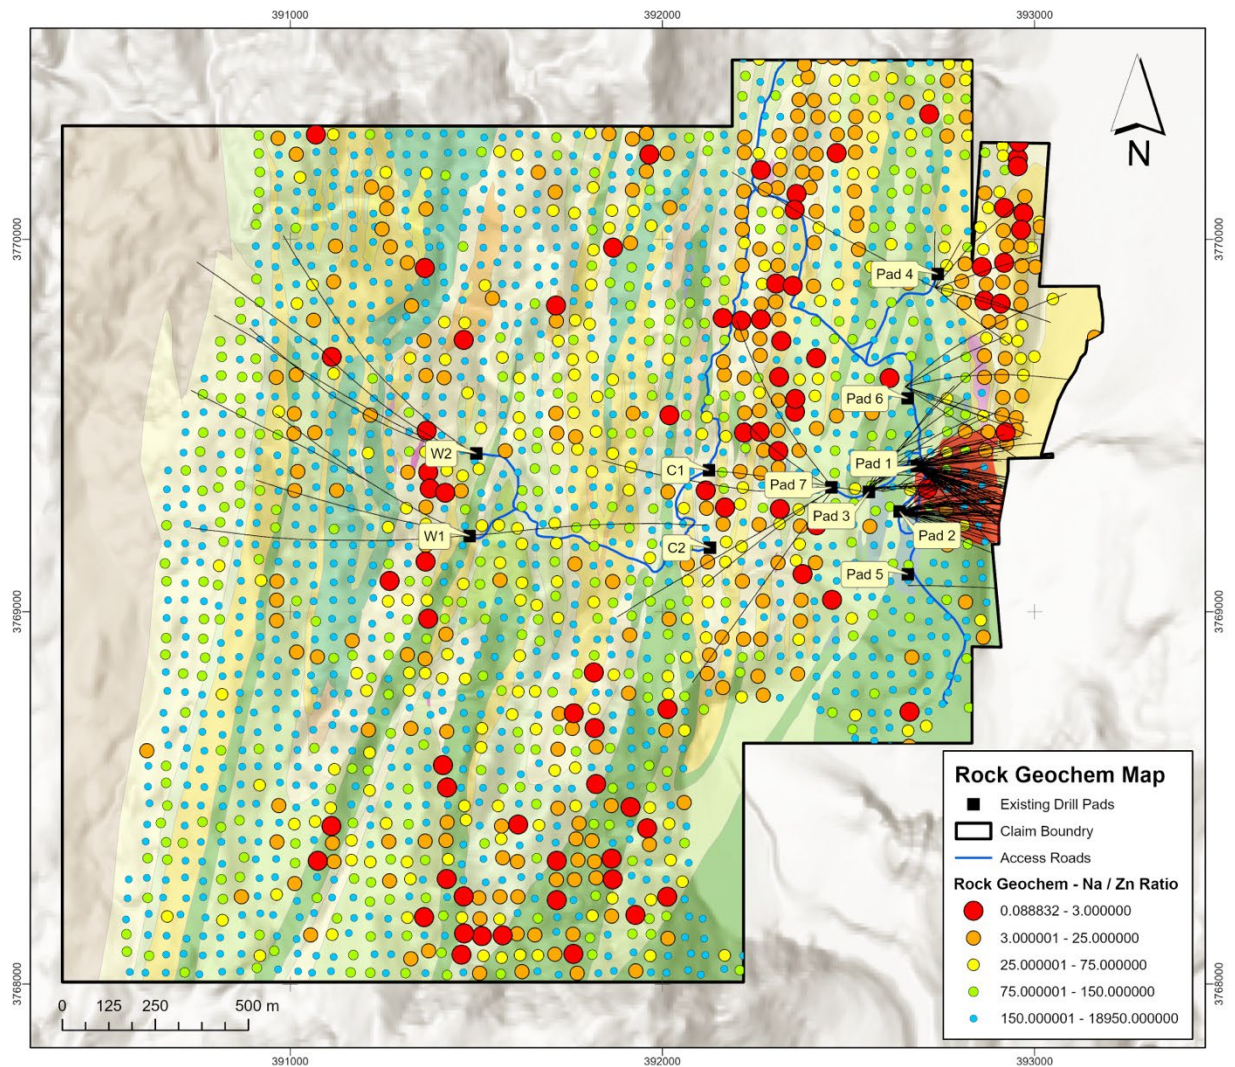 391000
392000
393000
N
3770000
3770000
Pad 4
Pad 6
W2
C1
Pad 1
Pad 7
Pad 3
W1
C2
Pad 2
Pad 5
3769000
3769000
Rock Geochem Map
Existing Drill Pads
Claim Boundry
Access Roads
Rock Geochem - Na / Zn Ratio
0.088832 - 3.000000
3.000001 - 25.000000
25.000001 - 75.000000
75.000001 - 150.000000
150.000001 - 18950.000000
3768000
3768000
0 125 250 500 m
391000
392000
393000